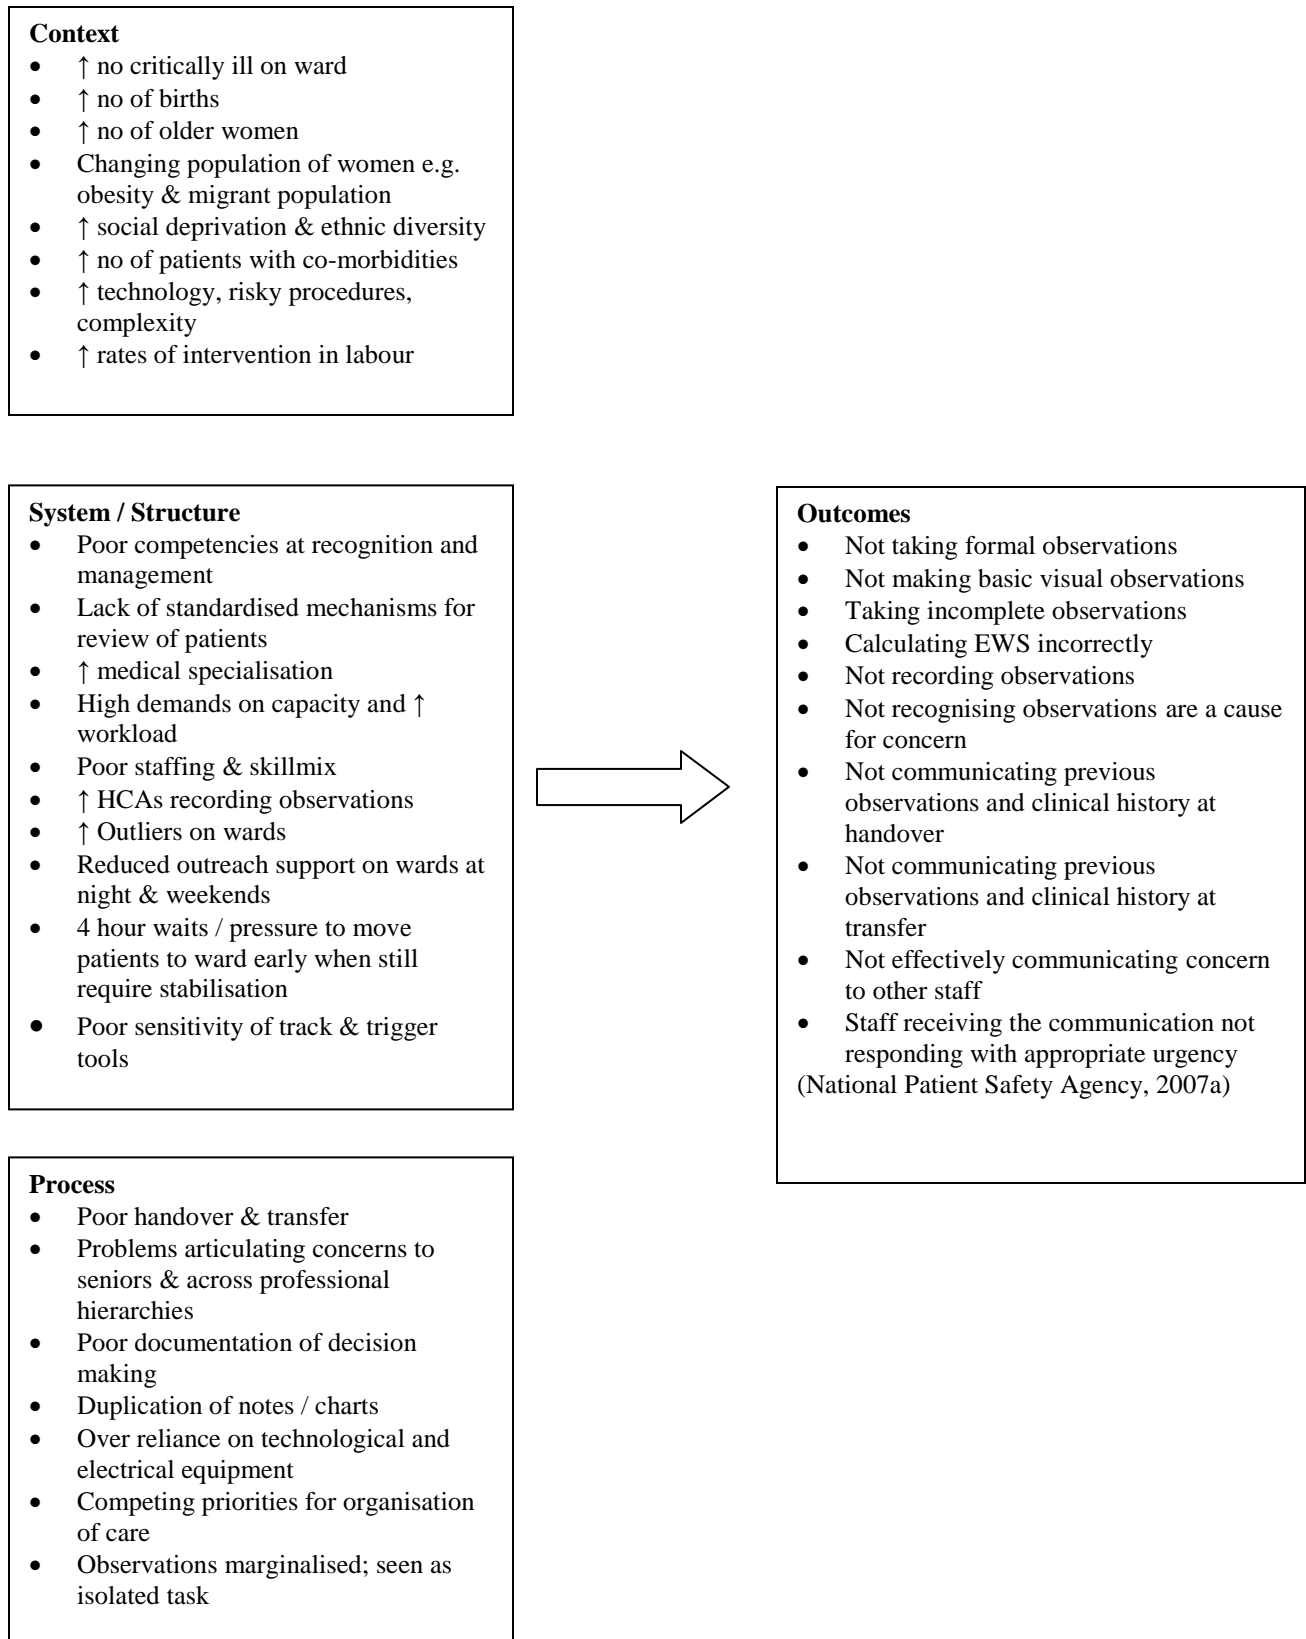 Context
• ↑ no critically ill on ward
• ↑ no of births
• ↑ no of older women
• Changing population of women e.g.
obesity & migrant population
• ↑ social deprivation & ethnic diversity
• ↑ no of patients with co-morbidities
• ↑ technology, risky procedures,
complexity
• ↑ rates of intervention in labour
System / Structure
• Poor competencies at recognition and
management
• Lack of standardised mechanisms for
review of patients
• ↑ medical specialisation
• High demands on capacity and ↑
workload
• Poor staffing & skillmix
• ↑ HCAs recording observations
• ↑ Outliers on wards
• Reduced outreach support on wards at
night & weekends
• 4 hour waits / pressure to move
patients to ward early when still
require stabilisation
• Poor sensitivity of track & trigger
tools
Process
• Poor handover & transfer
• Problems articulating concerns to
seniors & across professional
hierarchies
• Poor documentation of decision
making
• Duplication of notes / charts
• Over reliance on technological and
electrical equipment
• Competing priorities for organisation
of care
• Observations marginalised; seen as
isolated task
Outcomes
• Not taking formal observations
• Not making basic visual observations
• Taking incomplete observations
• Calculating EWS incorrectly
• Not recording observations
• Not recognising observations are a cause
for concern
• Not communicating previous
observations and clinical history at
handover
• Not communicating previous
observations and clinical history at
transfer
• Not effectively communicating concern
to other staff
• Staff receiving the communication not
responding with appropriate urgency
(National Patient Safety Agency, 2007a)